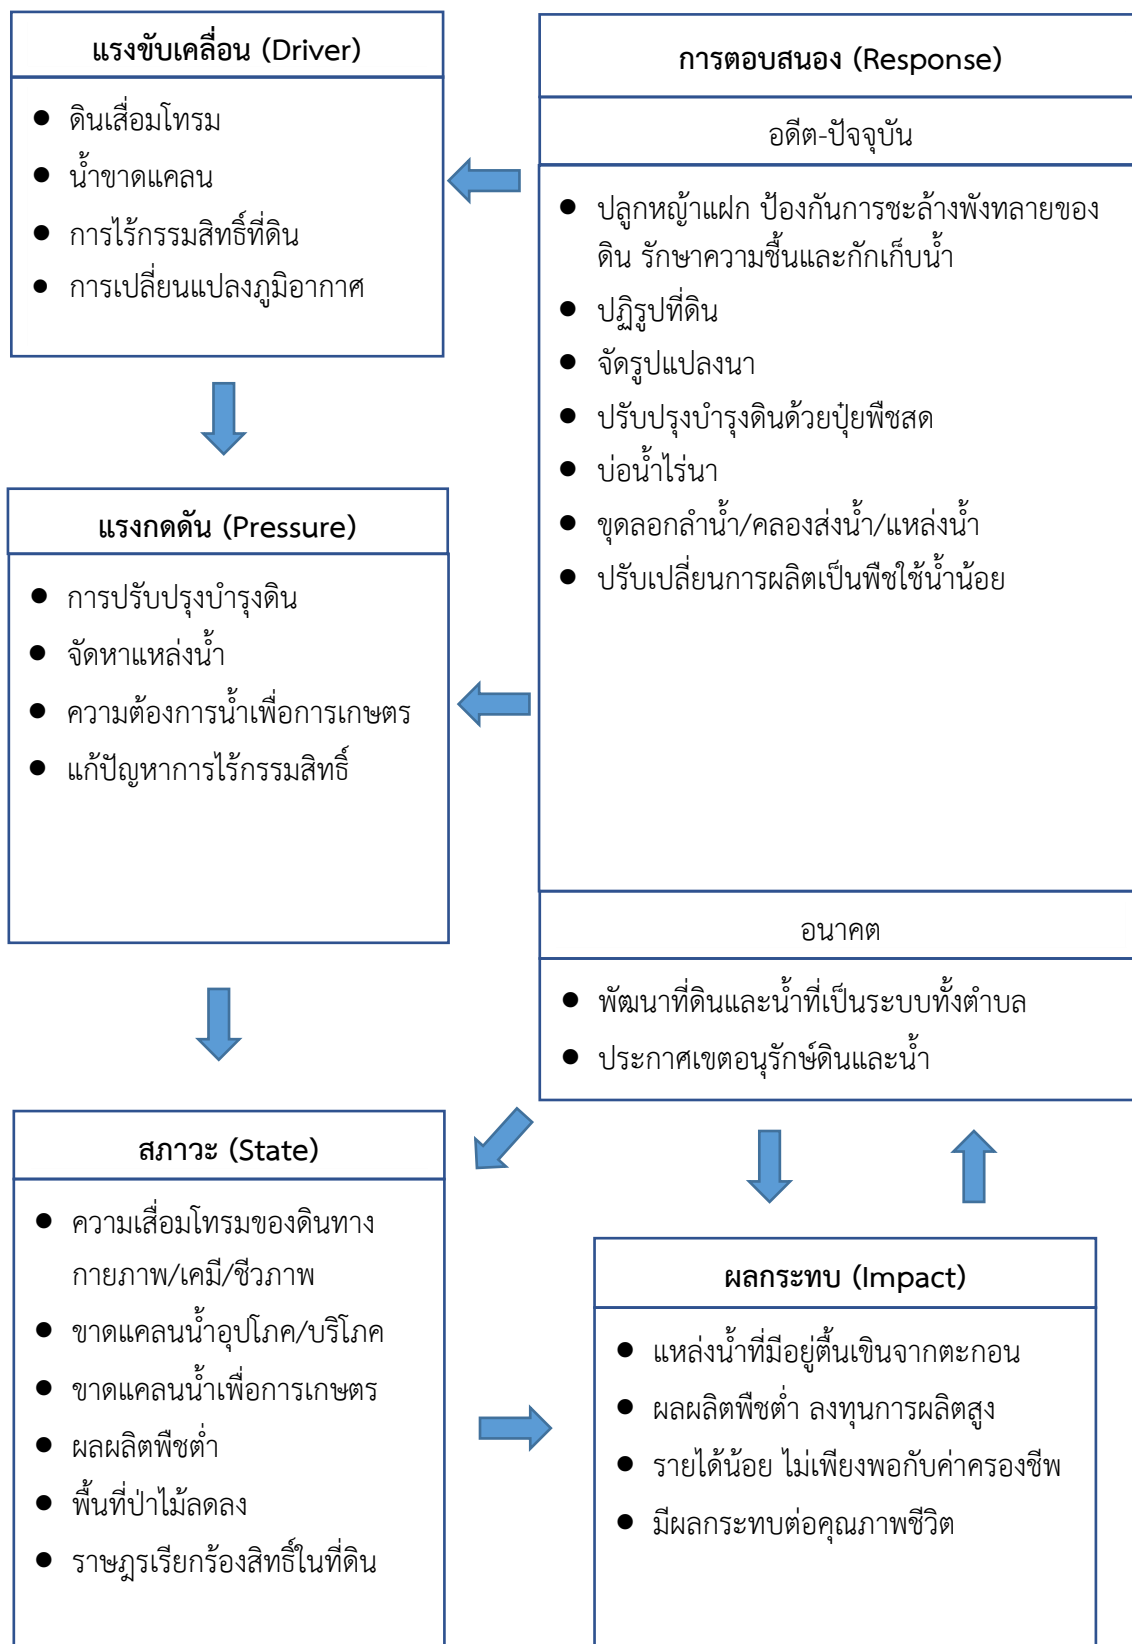 แรงขับเคลื่อน (Driver)
● ดินเสื่อมโทรม
● น้ำขาดแคลน
● การไร้กรรมสิทธิ์ที่ดิน
● การเปลี่ยนแปลงภูมิอากาศ
แรงกดดัน (Pressure)
● การปรับปรุงบำรุงดิน
● จัดหาแหล่งน้ำ
● ความต้องการน้ำเพื่อการเกษตร
● แก้ปัญหาการไร้กรรมสิทธิ์
สภาวะ (State)
● ความเสื่อมโทรมของดินทาง
กายภาพ/เคมี/ชีวภาพ
● ขาดแคลนน้ำอุปโภค/บริโภค
● ขาดแคลนน้ำเพื่อการเกษตร
● ผลผลิตพืชต่ำ
● พื้นที่ป่าไม้ลดลง
● ราษฎรเรียกร้องสิทธิ์ในที่ดิน
การตอบสนอง (Response)
อดีต-ปัจจุบัน
● ปลูกหญ้าแฝก ป้องกันการชะล้างพังทลายของ
ดิน รักษาความชื้นและกักเก็บน้ำ
● ปฏิรูปที่ดิน
● จัดรูปแปลงนา
● ปรับปรุงบำรุงดินด้วยปุ๋ยพืชสด
● บ่อน้ำไร่นา
● ขุดลอกลำน้ำ/คลองส่งน้ำ/แหล่งน้ำ
● ปรับเปลี่ยนการผลิตเป็นพืชใช้น้ำน้อย
อนาคต
● พัฒนาที่ดินและน้ำที่เป็นระบบทั้งตำบล
● ประกาศเขตอนุรักษ์ดินและน้ำ
ผลกระทบ (Impact)
● แหล่งน้ำที่มีอยู่ตื้นเขินจากตะกอน
● ผลผลิตพืชต่ำ ลงทุนการผลิตสูง
● รายได้น้อย ไม่เพียงพอกับค่าครองชีพ
● มีผลกระทบต่อคุณภาพชีวิต